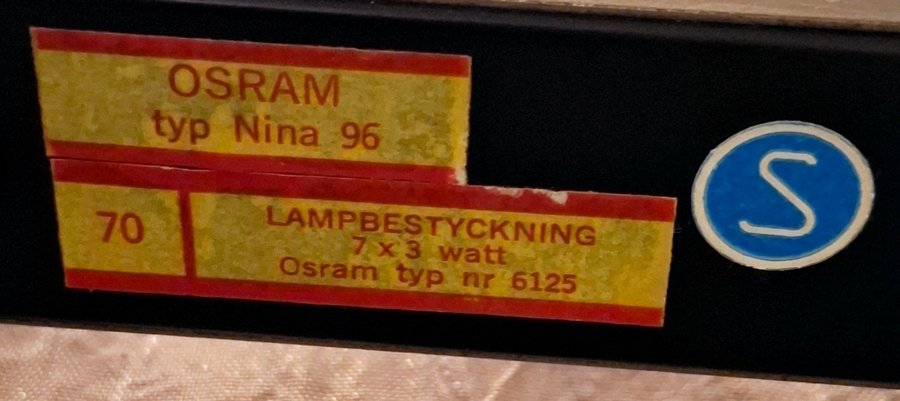 OSRAM
typ Nina 96
70
LAMPBESTYCKNING
7 x 3 watt
Osram typ nr 6125
S